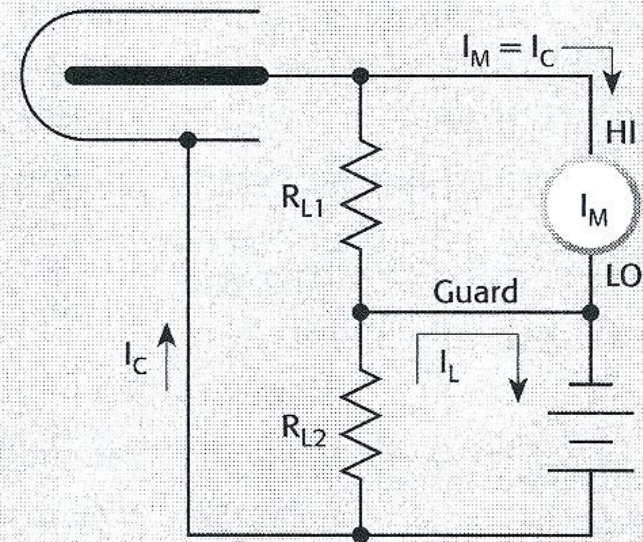 I_M = I_C
HI
R_L1
I_M
LO
Guard
I_C
I_L
R_L2